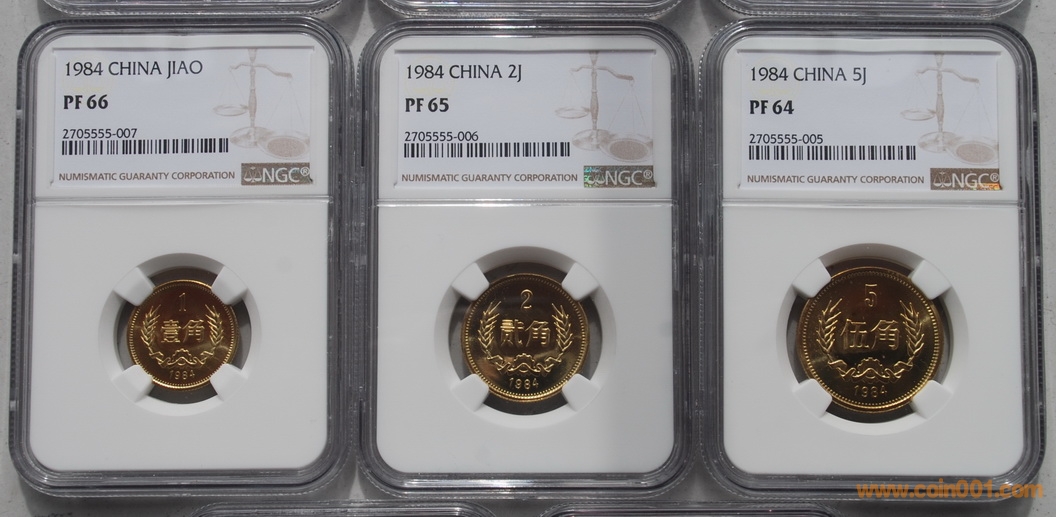 1984 CHINA JIAO
PF 66
2705555-007
NUMISMATIC GUARANTY CORPORATION
NGC®
1
壹角
1984
1984 CHINA 2J
PF 65
2705555-006
NUMISMATIC GUARANTY CORPORATION
NGC®
2
贰角
1984
1984 CHINA 5J
PF 64
2705555-005
NUMISMATIC GUARANTY CORPORATION
NGC®
5
伍角
1984
www.coin001.com